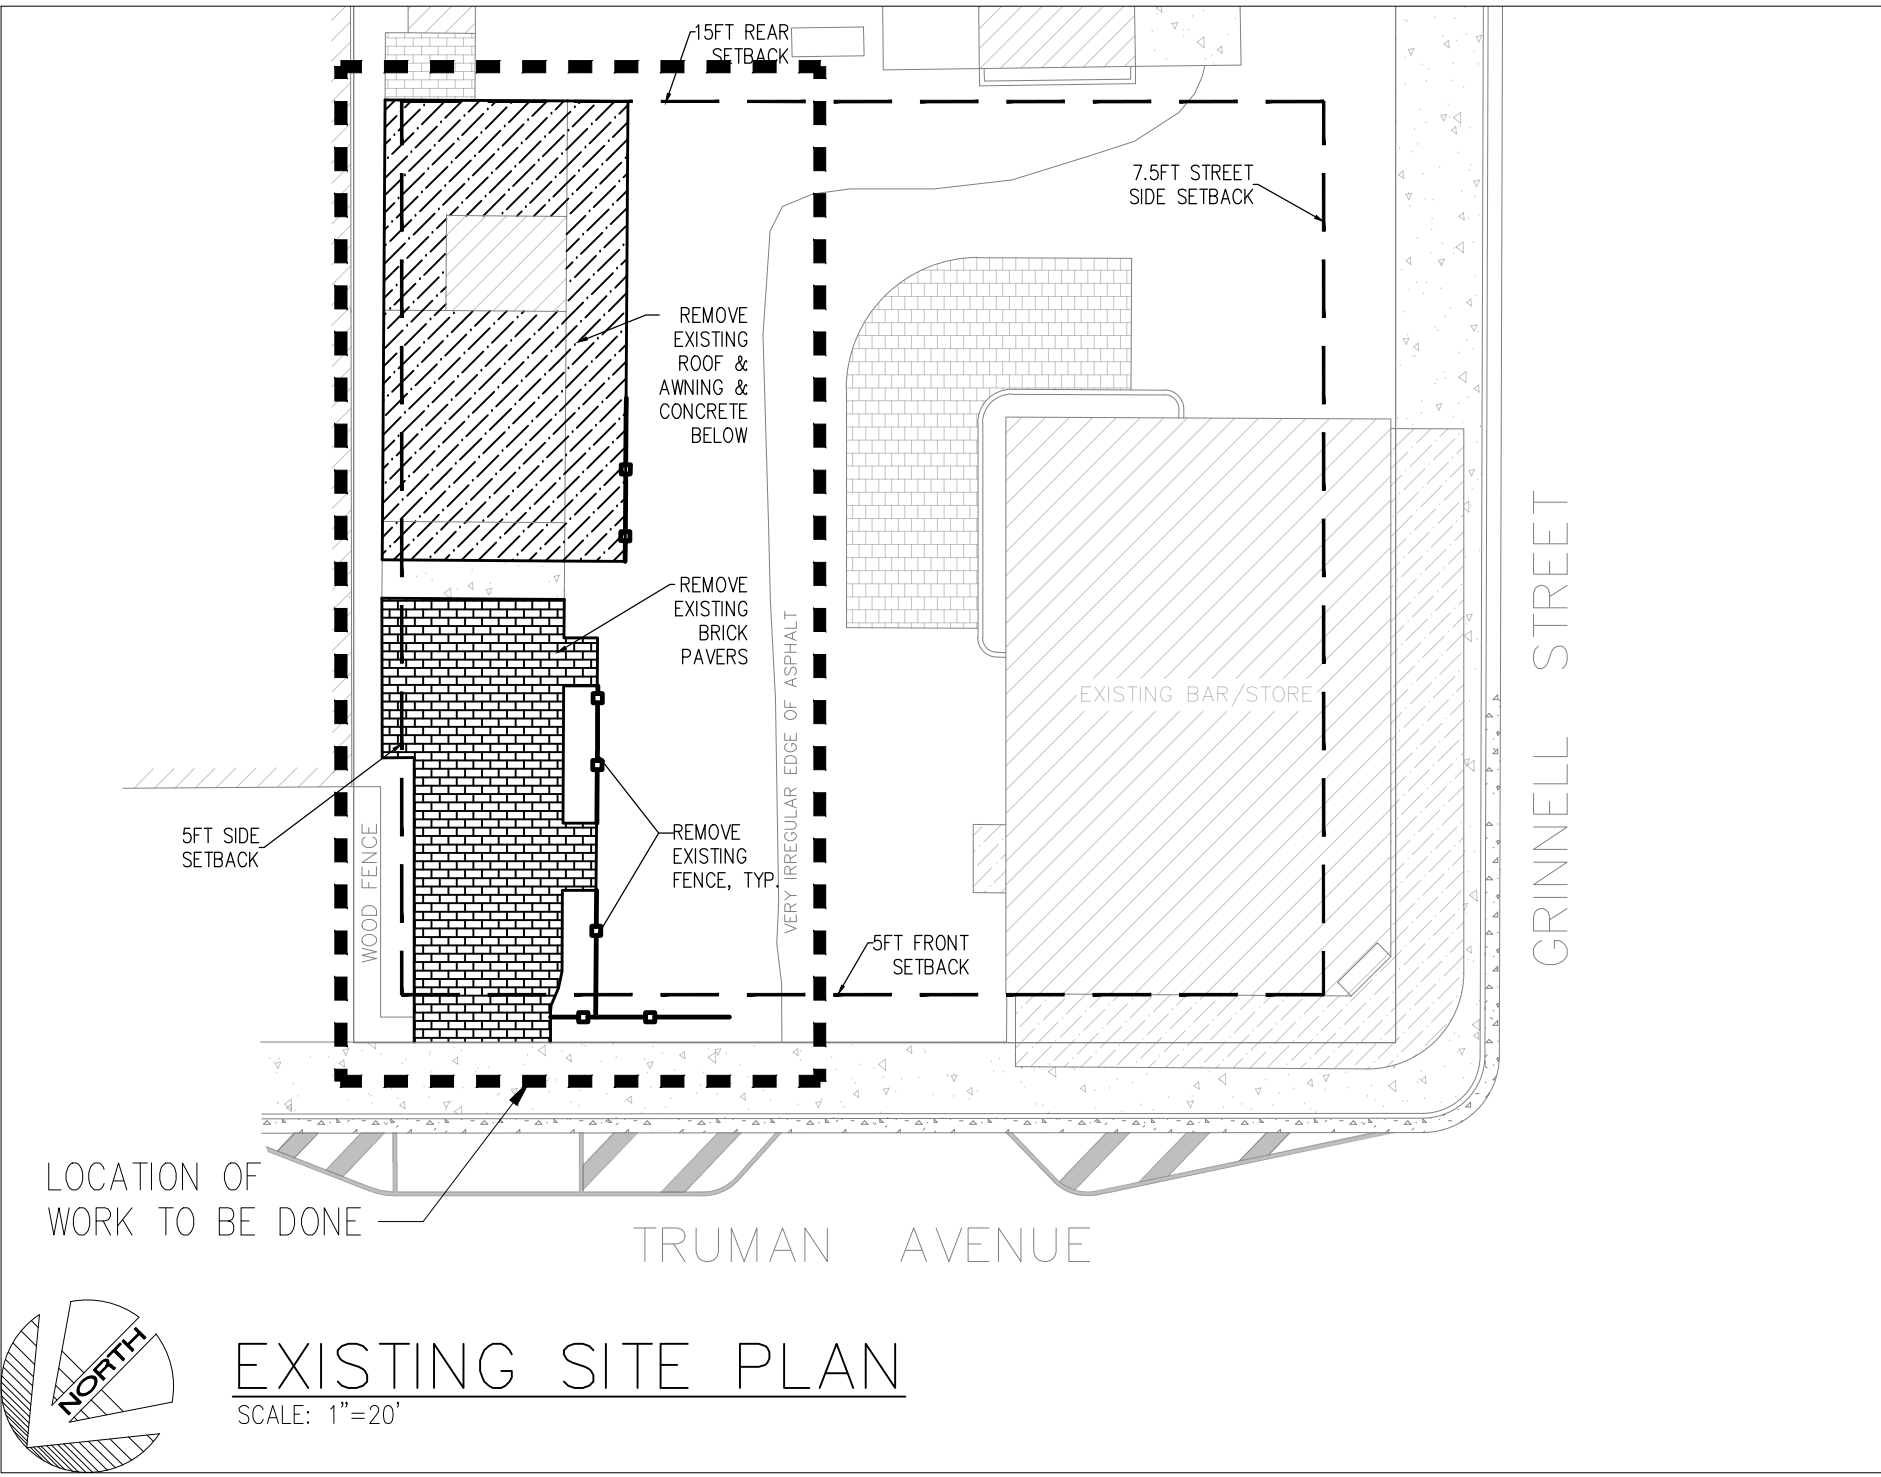 15FT REAR
SETBACK
7.5FT STREET
SIDE SETBACK
REMOVE
EXISTING
ROOF &
AWNING &
CONCRETE
BELOW
REMOVE
EXISTING
BRICK
PAVERS
VERY IRREGULAR EDGE OF ASPHALT
EXISTING BAR/STORE
GRINNELL STREET
5FT SIDE
SETBACK
WOOD FENCE
REMOVE
EXISTING
FENCE, TYP.
5FT FRONT
SETBACK
LOCATION OF
WORK TO BE DONE
TRUMAN AVENUE
NORTH
EXISTING SITE PLAN
SCALE: 1"=20'